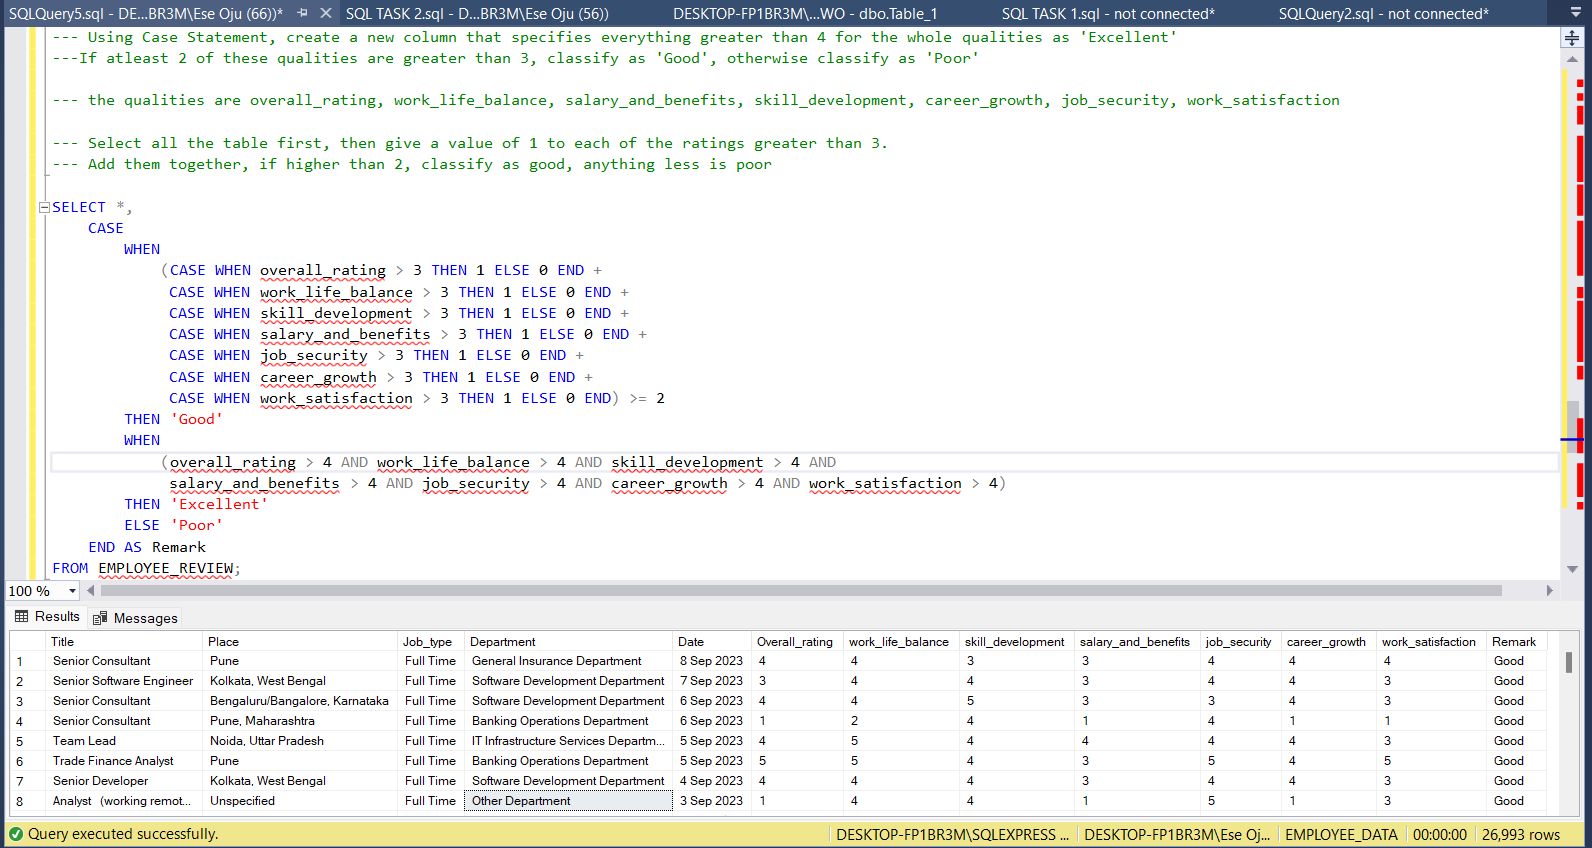 SQLQuery5.sql - DE...BR3M\Ese Oju (66))* SQL TASK 2.sql - D...BR3M\Ese Oju (56)) DESKTOP-FP1BR3M\...WO - dbo.Table_1 SQL TASK 1.sql - not connected* SQLQuery2.sql - not connected*
--- Using Case Statement, create a new column that specifies everything greater than 4 for the whole qualities as 'Excellent'
---If atleast 2 of these qualities are greater than 3, classify as 'Good', otherwise classify as 'Poor'
--- the qualities are overall_rating, work_life_balance, salary_and_benefits, skill_development, career_growth, job_security, work_satisfaction
--- Select all the table first, then give a value of 1 to each of the ratings greater than 3.
--- Add them together, if higher than 2, classify as good, anything less is poor
SELECT *,
CASE
WHEN
(CASE WHEN overall_rating > 3 THEN 1 ELSE 0 END +
CASE WHEN work_life_balance > 3 THEN 1 ELSE 0 END +
CASE WHEN skill_development > 3 THEN 1 ELSE 0 END +
CASE WHEN salary_and_benefits > 3 THEN 1 ELSE 0 END +
CASE WHEN job_security > 3 THEN 1 ELSE 0 END +
CASE WHEN career_growth > 3 THEN 1 ELSE 0 END +
CASE WHEN work_satisfaction > 3 THEN 1 ELSE 0 END) >= 2
THEN 'Good'
WHEN
(overall_rating > 4 AND work_life_balance > 4 AND skill_development > 4 AND
salary_and_benefits > 4 AND job_security > 4 AND career_growth > 4 AND work_satisfaction > 4)
THEN 'Excellent'
ELSE 'Poor'
END AS Remark
FROM EMPLOYEE_REVIEW;
100 %
Results Messages
Title Place Job_type Department Date Overall_rating work_life_balance skill_development salary_and_benefits job_security career_growth work_satisfaction Remark
1 Senior Consultant Pune Full Time General Insurance Department 8 Sep 2023 4 4 3 3 4 4 4 Good
2 Senior Software Engineer Kolkata, West Bengal Full Time Software Development Department 7 Sep 2023 3 4 4 3 4 4 3 Good
3 Senior Consultant Bengaluru/Bangalore, Karnataka Full Time Software Development Department 6 Sep 2023 4 4 5 3 3 4 3 Good
4 Senior Consultant Pune, Maharashtra Full Time Banking Operations Department 6 Sep 2023 1 2 4 1 4 1 1 Good
5 Team Lead Noida, Uttar Pradesh Full Time IT Infrastructure Services Departm... 5 Sep 2023 4 5 4 4 4 4 3 Good
6 Trade Finance Analyst Pune Full Time Banking Operations Department 5 Sep 2023 5 5 4 3 5 4 5 Good
7 Senior Developer Kolkata, West Bengal Full Time Software Development Department 4 Sep 2023 4 4 4 3 4 4 3 Good
8 Analyst (working remot... Unspecified Full Time Other Department 3 Sep 2023 1 4 4 1 5 1 3 Good
Query executed successfully. DESKTOP-FP1BR3M\SQLEXPRESS ... DESKTOP-FP1BR3M\Ese Oj... EMPLOYEE_DATA 00:00:00 26,993 rows